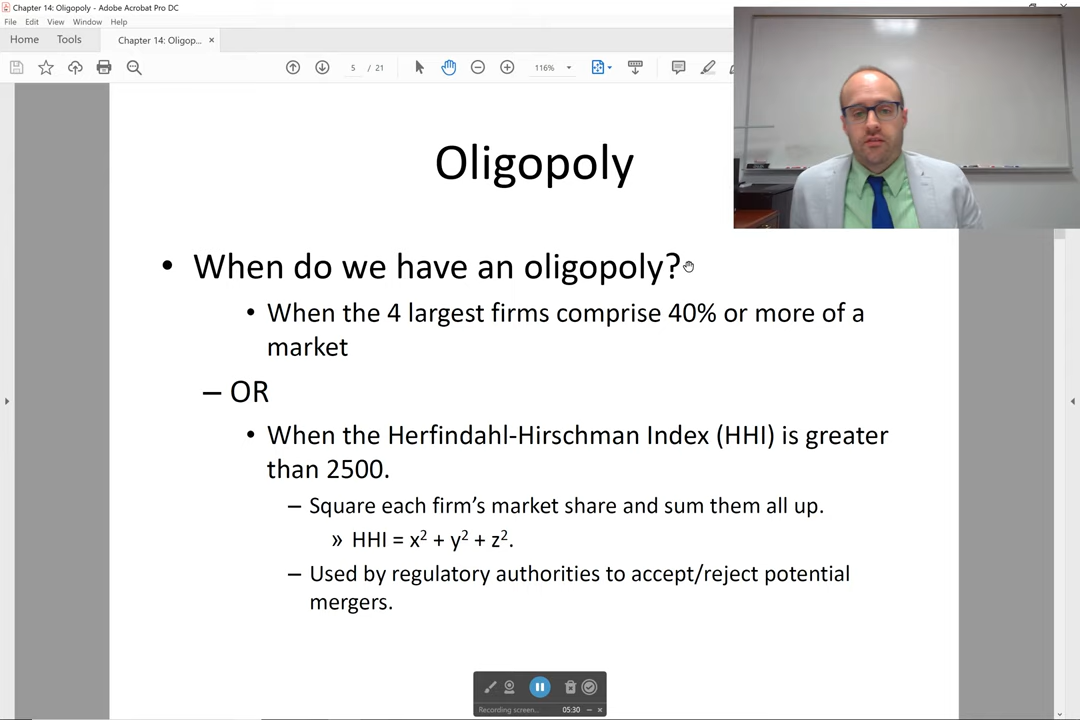 Chapter 14: Oligopoly - Adobe Acrobat Pro DC
File Edit View Window Help
Home Tools Chapter 14: Oligop... ×
5 / 21 116%
Oligopoly
• When do we have an oligopoly?
• When the 4 largest firms comprise 40% or more of a
market
– OR
• When the Herfindahl-Hirschman Index (HHI) is greater
than 2500.
– Square each firm's market share and sum them all up.
» HHI = x² + y² + z².
– Used by regulatory authorities to accept/reject potential
mergers.
Recording screen... 05:30